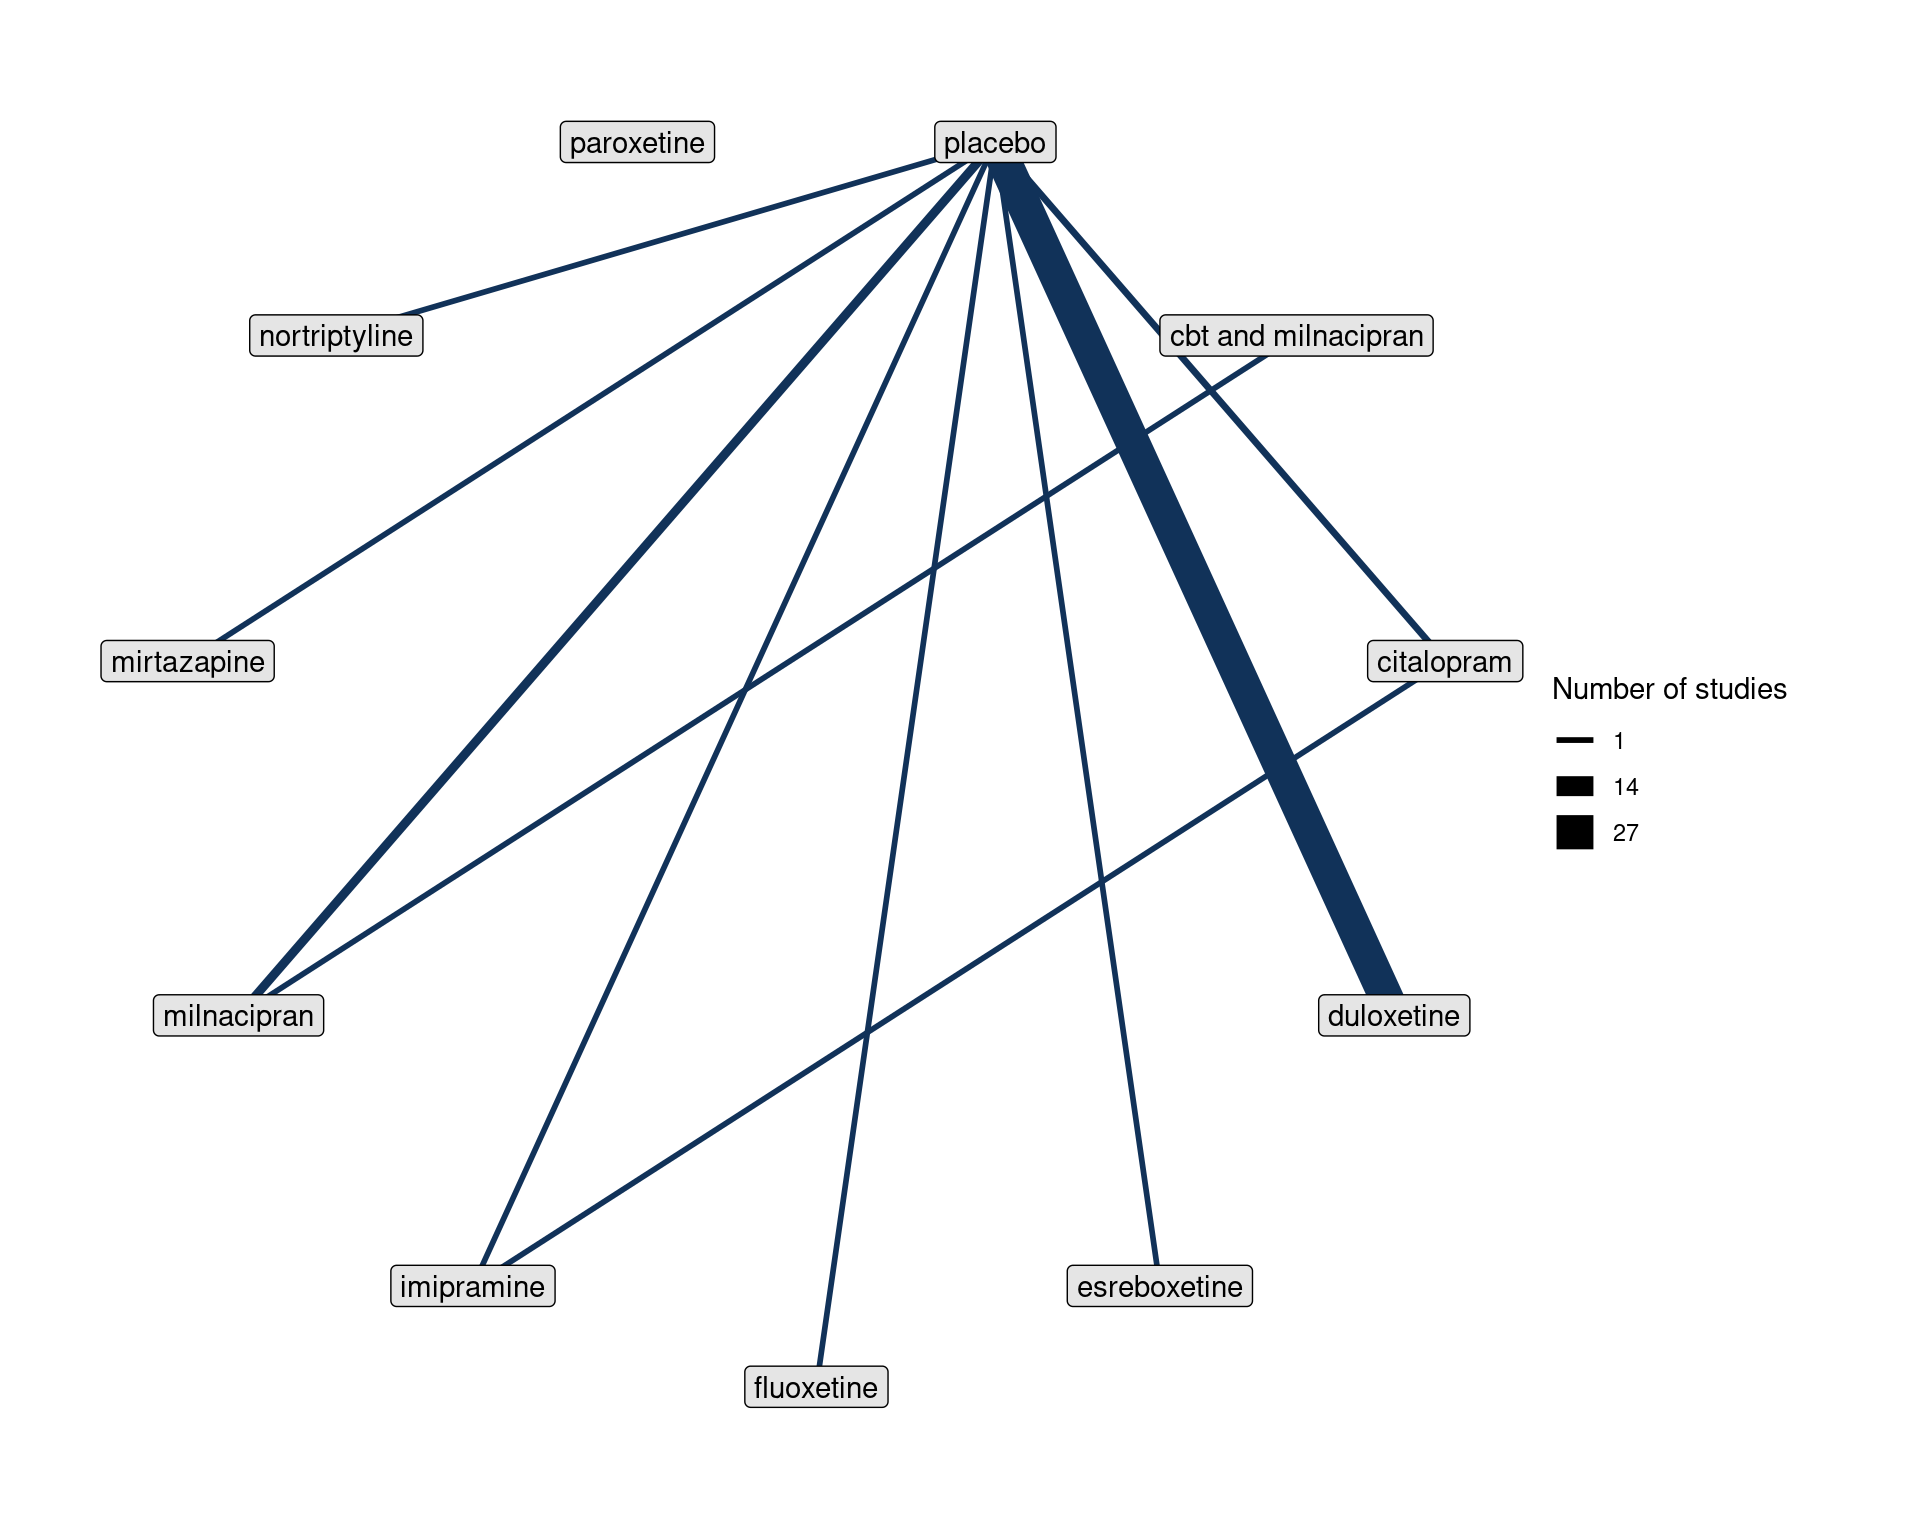 paroxetine
placebo
nortriptyline
cbt and milnacipran
mirtazapine
citalopram
Number of studies
1
14
27
milnacipran
duloxetine
imipramine
esreboxetine
fluoxetine